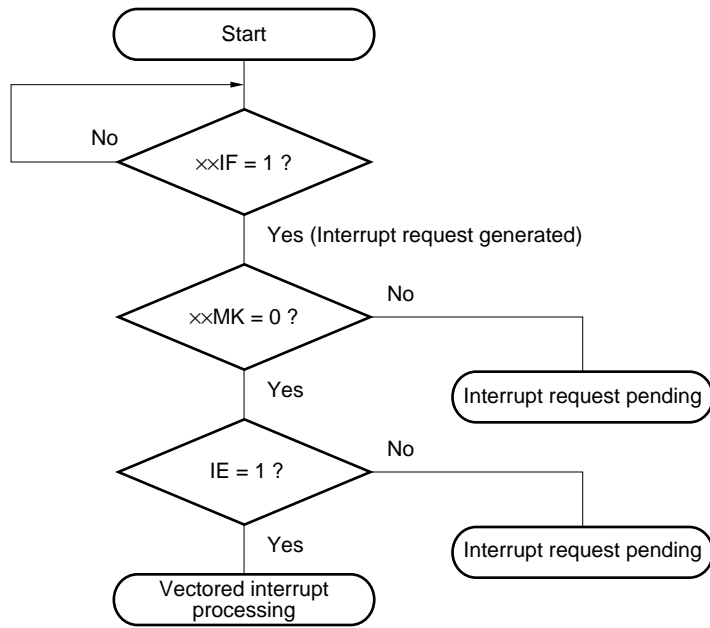 Start
No
××IF = 1 ?
Yes (Interrupt request generated)
××MK = 0 ?
No
Yes
Interrupt request pending
IE = 1 ?
No
Yes
Interrupt request pending
Vectored interrupt
processing